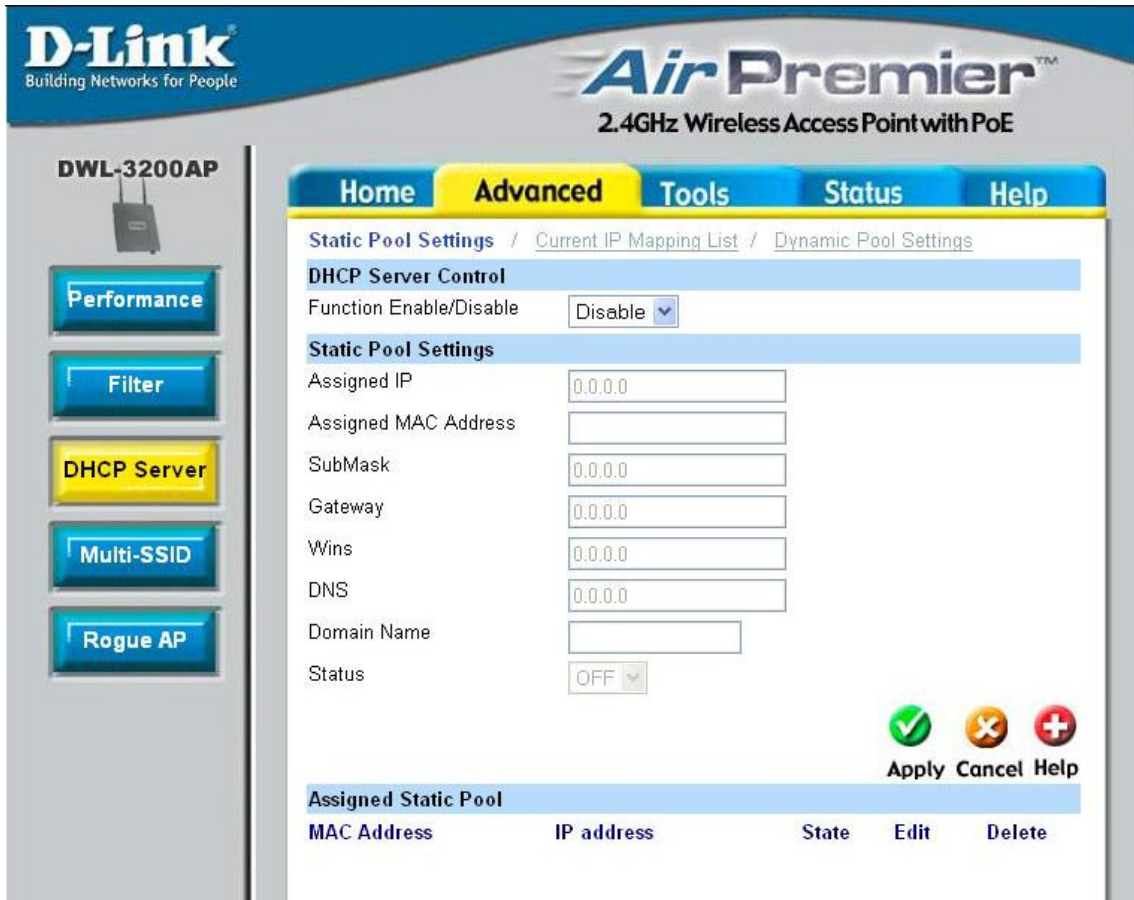 D-Link
Building Networks for People
Air Premier™
2.4GHz Wireless Access Point with PoE
DWL-3200AP
Home Advanced Tools Status Help
Performance
Filter
DHCP Server
Multi-SSID
Rogue AP
Static Pool Settings / Current IP Mapping List / Dynamic Pool Settings
DHCP Server Control
Function Enable/Disable Disable
Static Pool Settings
Assigned IP 0.0.0.0
Assigned MAC Address
SubMask 0.0.0.0
Gateway 0.0.0.0
Wins 0.0.0.0
DNS 0.0.0.0
Domain Name
Status OFF
Apply Cancel Help
Assigned Static Pool
MAC Address IP address State Edit Delete